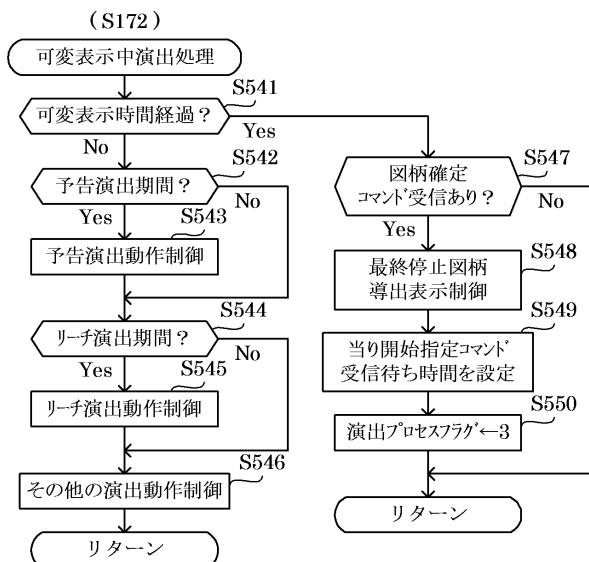 (S172)
可変表示中演出処理
S541
可変表示時間経過？
Yes
No
S542
予告演出期間？
No
Yes
S543
予告演出動作制御
S544
リーチ演出期間？
No
Yes
S545
リーチ演出動作制御
S546
その他の演出動作制御
リターン
S547
図柄確定
コマンド受信あり？
No
Yes
S548
最終停止図柄
導出表示制御
S549
当り開始指定コマンド
受信待ち時間を設定
S550
演出プロセスフラグ←3
リターン